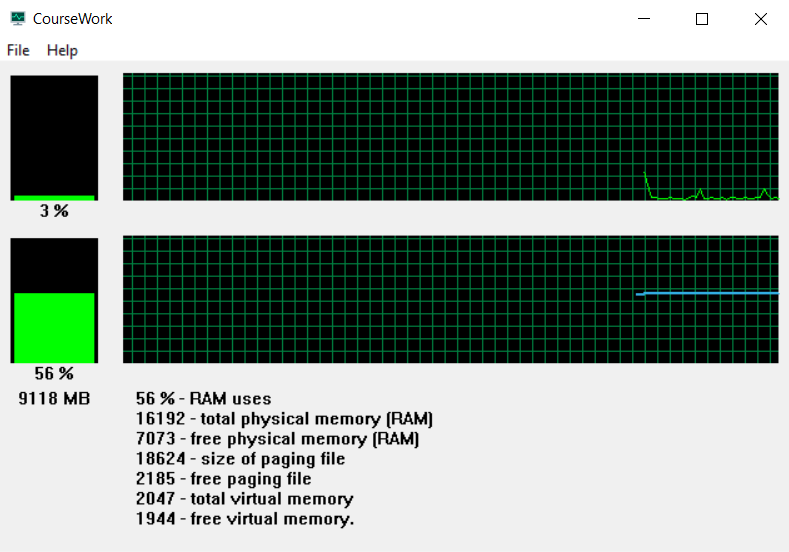 CourseWork
File Help
3 %
56 %
9118 MB
56 % - RAM uses
16192 - total physical memory (RAM)
7073 - free physical memory (RAM)
18624 - size of paging file
2185 - free paging file
2047 - total virtual memory
1944 - free virtual memory.